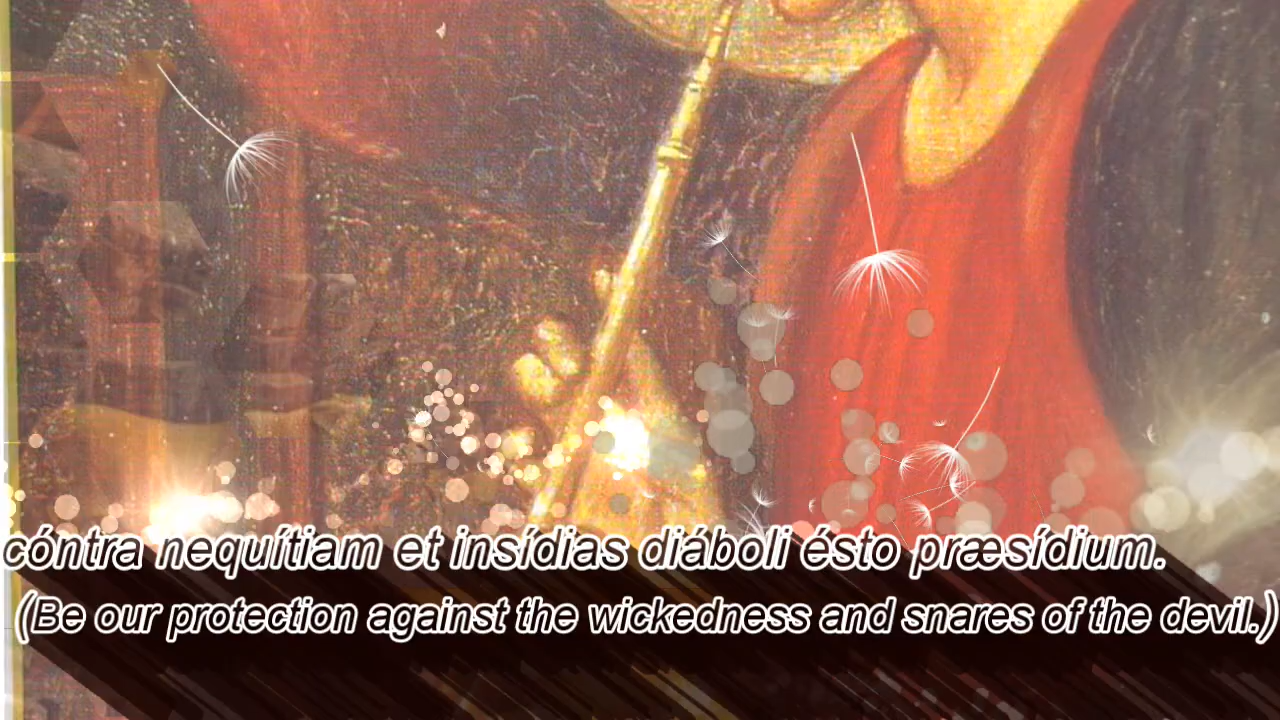 cóntra nequítiam et insídias diáboli ésto præsídium.
(Be our protection against the wickedness and snares of the devil.)